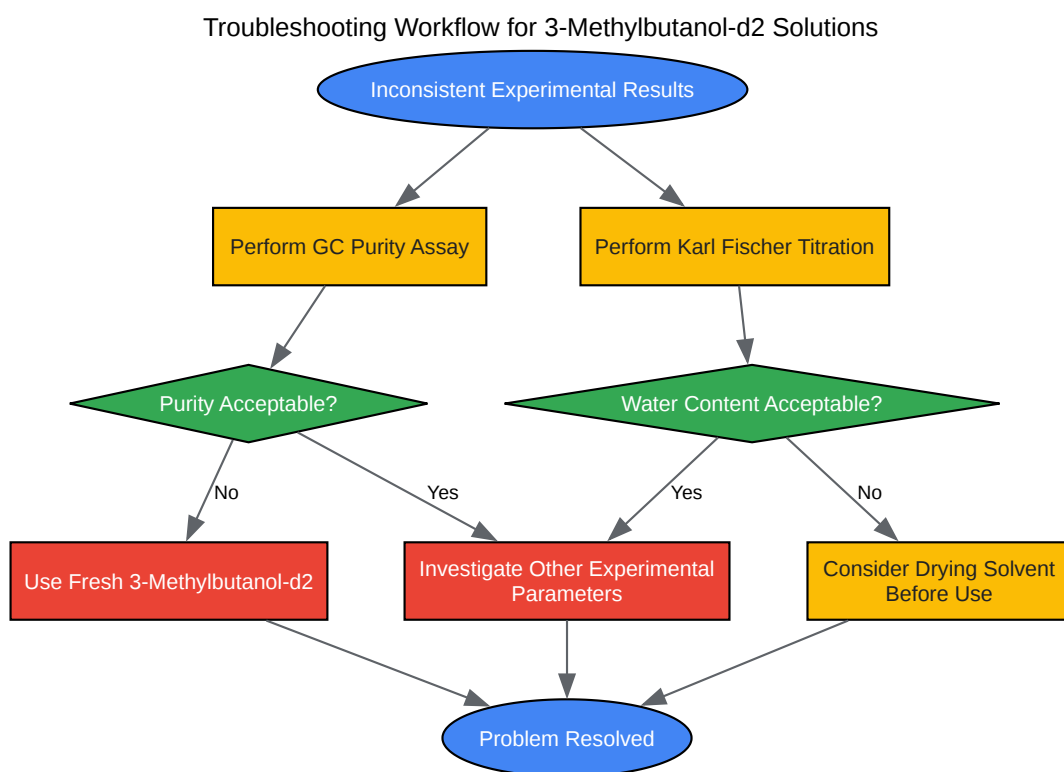 Troubleshooting Workflow for 3-Methylbutanol-d2 Solutions
Inconsistent Experimental Results
Perform GC Purity Assay
Perform Karl Fischer Titration
Purity Acceptable?
Water Content Acceptable?
No
Yes
Yes
No
Use Fresh 3-Methylbutanol-d2
Investigate Other Experimental
Parameters
Consider Drying Solvent
Before Use
Problem Resolved